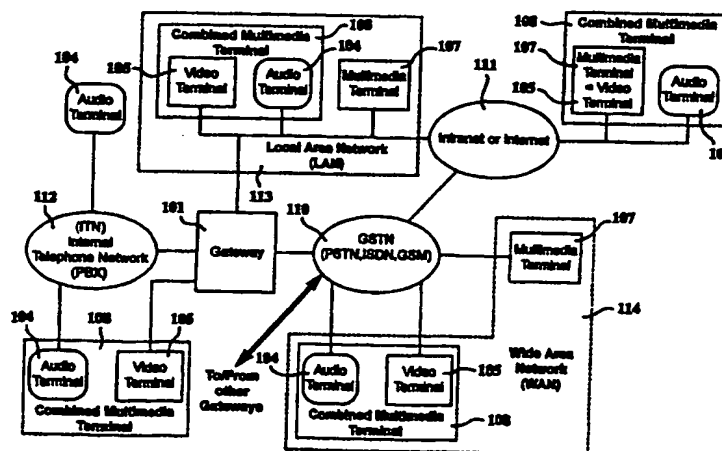 108
Combined Multimedia
Terminal
105
Video
Terminal
104
Audio
Terminal
107
Multimedia
Terminal
Local Area Network
(LAN)
113
104
Audio
Terminal
111
Intranet or Internet
108
Combined Multimedia
Terminal
107
Multimedia
Terminal
Video
105
Terminal
Audio
Terminal
112
(ITN)
Internal
Telephone Network
(PBX)
101
Gateway
110
GSTN
(PSTN,ISDN,GSM)
107
Multimedia
Terminal
114
Wide Area
Network
(WAN)
104
108
105
Audio
Terminal
Video
Terminal
Combined Multimedia
Terminal
To/From
other
Gateways
104
Audio
Terminal
Video
Terminal
105
Combined Multimedia
Terminal
108